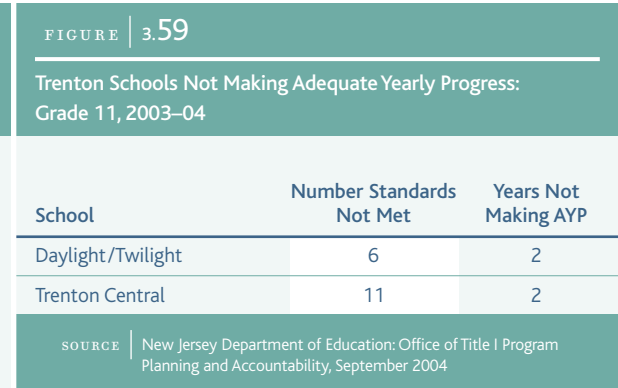 FIGURE 3.59
Trenton Schools Not Making Adequate Yearly Progress:
Grade 11, 2003–04
School Number Standards Not Met Years Not Making AYP
Daylight/Twilight 6 2
Trenton Central 11 2
SOURCE New Jersey Department of Education: Office of Title I Program
Planning and Accountability, September 2004